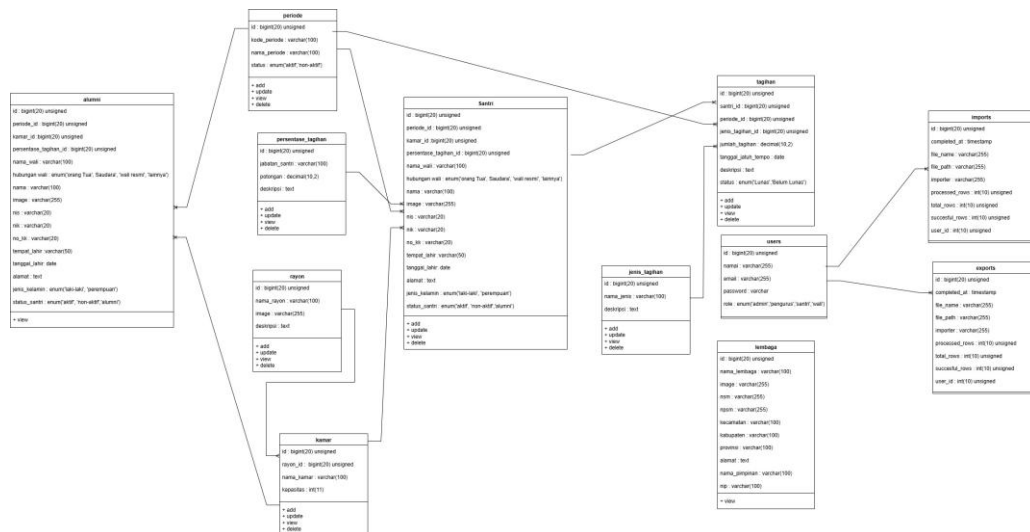 periode
id : bigint(20) unsigned
kode_periode : varchar(100)
nama_periode : varchar(100)
status : enum('aktif','non-aktif')
+ add
+ update
+ view
+ delete
alumni
id : bigint(20) unsigned
periode_id : bigint(20) unsigned
kamar_id :bigint(20) unsigned
persentase_tagihan_id : bigint(20) unsigned
nama_wali : varchar(100)
hubungan wali : enum('orang Tua', Saudara', 'wali resmi', 'lainnya')
nama : varchar(100)
image : varchar(255)
nis : varchar(20)
nik : varchar(20)
no_kk : varchar(20)
tempat_lahir varchar(50)
tanggal_lahir date
alamat : text
jenis_kelamin : enum('laki-laki', 'perempuan')
status_santri : enum('aktif', 'non-aktif','alumni')
+ view
persentase_tagihan
id : bigint(20) unsigned
jabatan_santri : varchar(100)
potongan : decimal(10,2)
deskripsi : text
+ add
+ update
+ view
+ delete
rayon
id : bigint(20) unsigned
nama_rayon : varchar(100)
image : varchar(255)
deskripsi : text
+ add
+ update
+ view
+ delete
kamar
id : bigint(20) unsigned
rayon_id : bigint(20) unsigned
nama_kamar : varchar(100)
kapasitas : int(11)
+ add
+ update
+ view
+ delete
Santri
id : bigint(20) unsigned
periode_id : bigint(20) unsigned
kamar_id :bigint(20) unsigned
persentase_tagihan_id : bigint(20) unsigned
nama_wali : varchar(100)
hubungan wali : enum('orang Tua', Saudara', 'wali resmi', 'lainnya')
nama : varchar(100)
image : varchar(255)
nis : varchar(20)
nik : varchar(20)
no_kk : varchar(20)
tempat_lahir varchar(50)
tanggal_lahir date
alamat : text
jenis_kelamin : enum('laki-laki', 'perempuan')
status_santri : enum('aktif', 'non-aktif','alumni')
+ add
+ update
+ view
+ delete
jenis_tagihan
id : bigint(20) unsigned
nama_jenis : varchar(100)
deskripsi : text
+ add
+ update
+ view
+ delete
tagihan
id : bigint(20) unsigned
santri_id : bigint(20) unsigned
periode_id : bigint(20) unsigned
jenis_tagihan_id : bigint(20) unsigned
jumlah_tagihan : decimal(10,2)
tanggal_jatuh_tempo : date
deskripsi : text
status : enum('Lunas','Belum Lunas')
+ add
+ update
+ view
+ delete
users
id : bigint(20) unsigned
namai : varchar(255)
email : varchar(255)
password : varchar
role : enum('admin','pengurus','santri','wali')
lembaga
id : bigint(20) unsigned
nama_lembaga : varchar(100)
image : varchar(255)
nsm : varchar(255)
npsm : varchar(255)
kecamatan : varchar(100)
kabupaten : varchar(100)
provinsi : varchar(100)
alamat : text
nama_pimpinan : varchar(100)
nip : varchar(100)
+ view
imports
id : bigint(20) unsigned
completed_at : timestamp
file_name : varchar(255)
file_path : varchar(255)
importer : varchar(255)
processed_rows : int(10) unsigned
total_rows : int(10) unsigned
succesful_rows : int(10) unsigned
user_id : int(10) unsigned
exports
id : bigint(20) unsigned
completed_at : timestamp
file_name : varchar(255)
file_path : varchar(255)
importer : varchar(255)
processed_rows : int(10) unsigned
total_rows : int(10) unsigned
succesful_rows : int(10) unsigned
user_id : int(10) unsigned